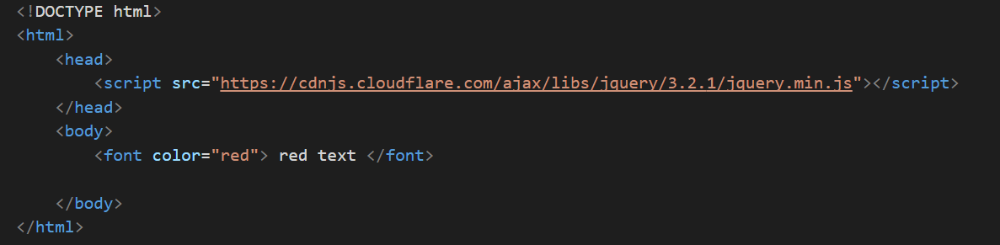 <!DOCTYPE html>
<html>
    <head>
        <script src="https://cdnjs.cloudflare.com/ajax/libs/jquery/3.2.1/jquery.min.js"></script>
    </head>
    <body>
        <font color="red"> red text </font>

    </body>
</html>